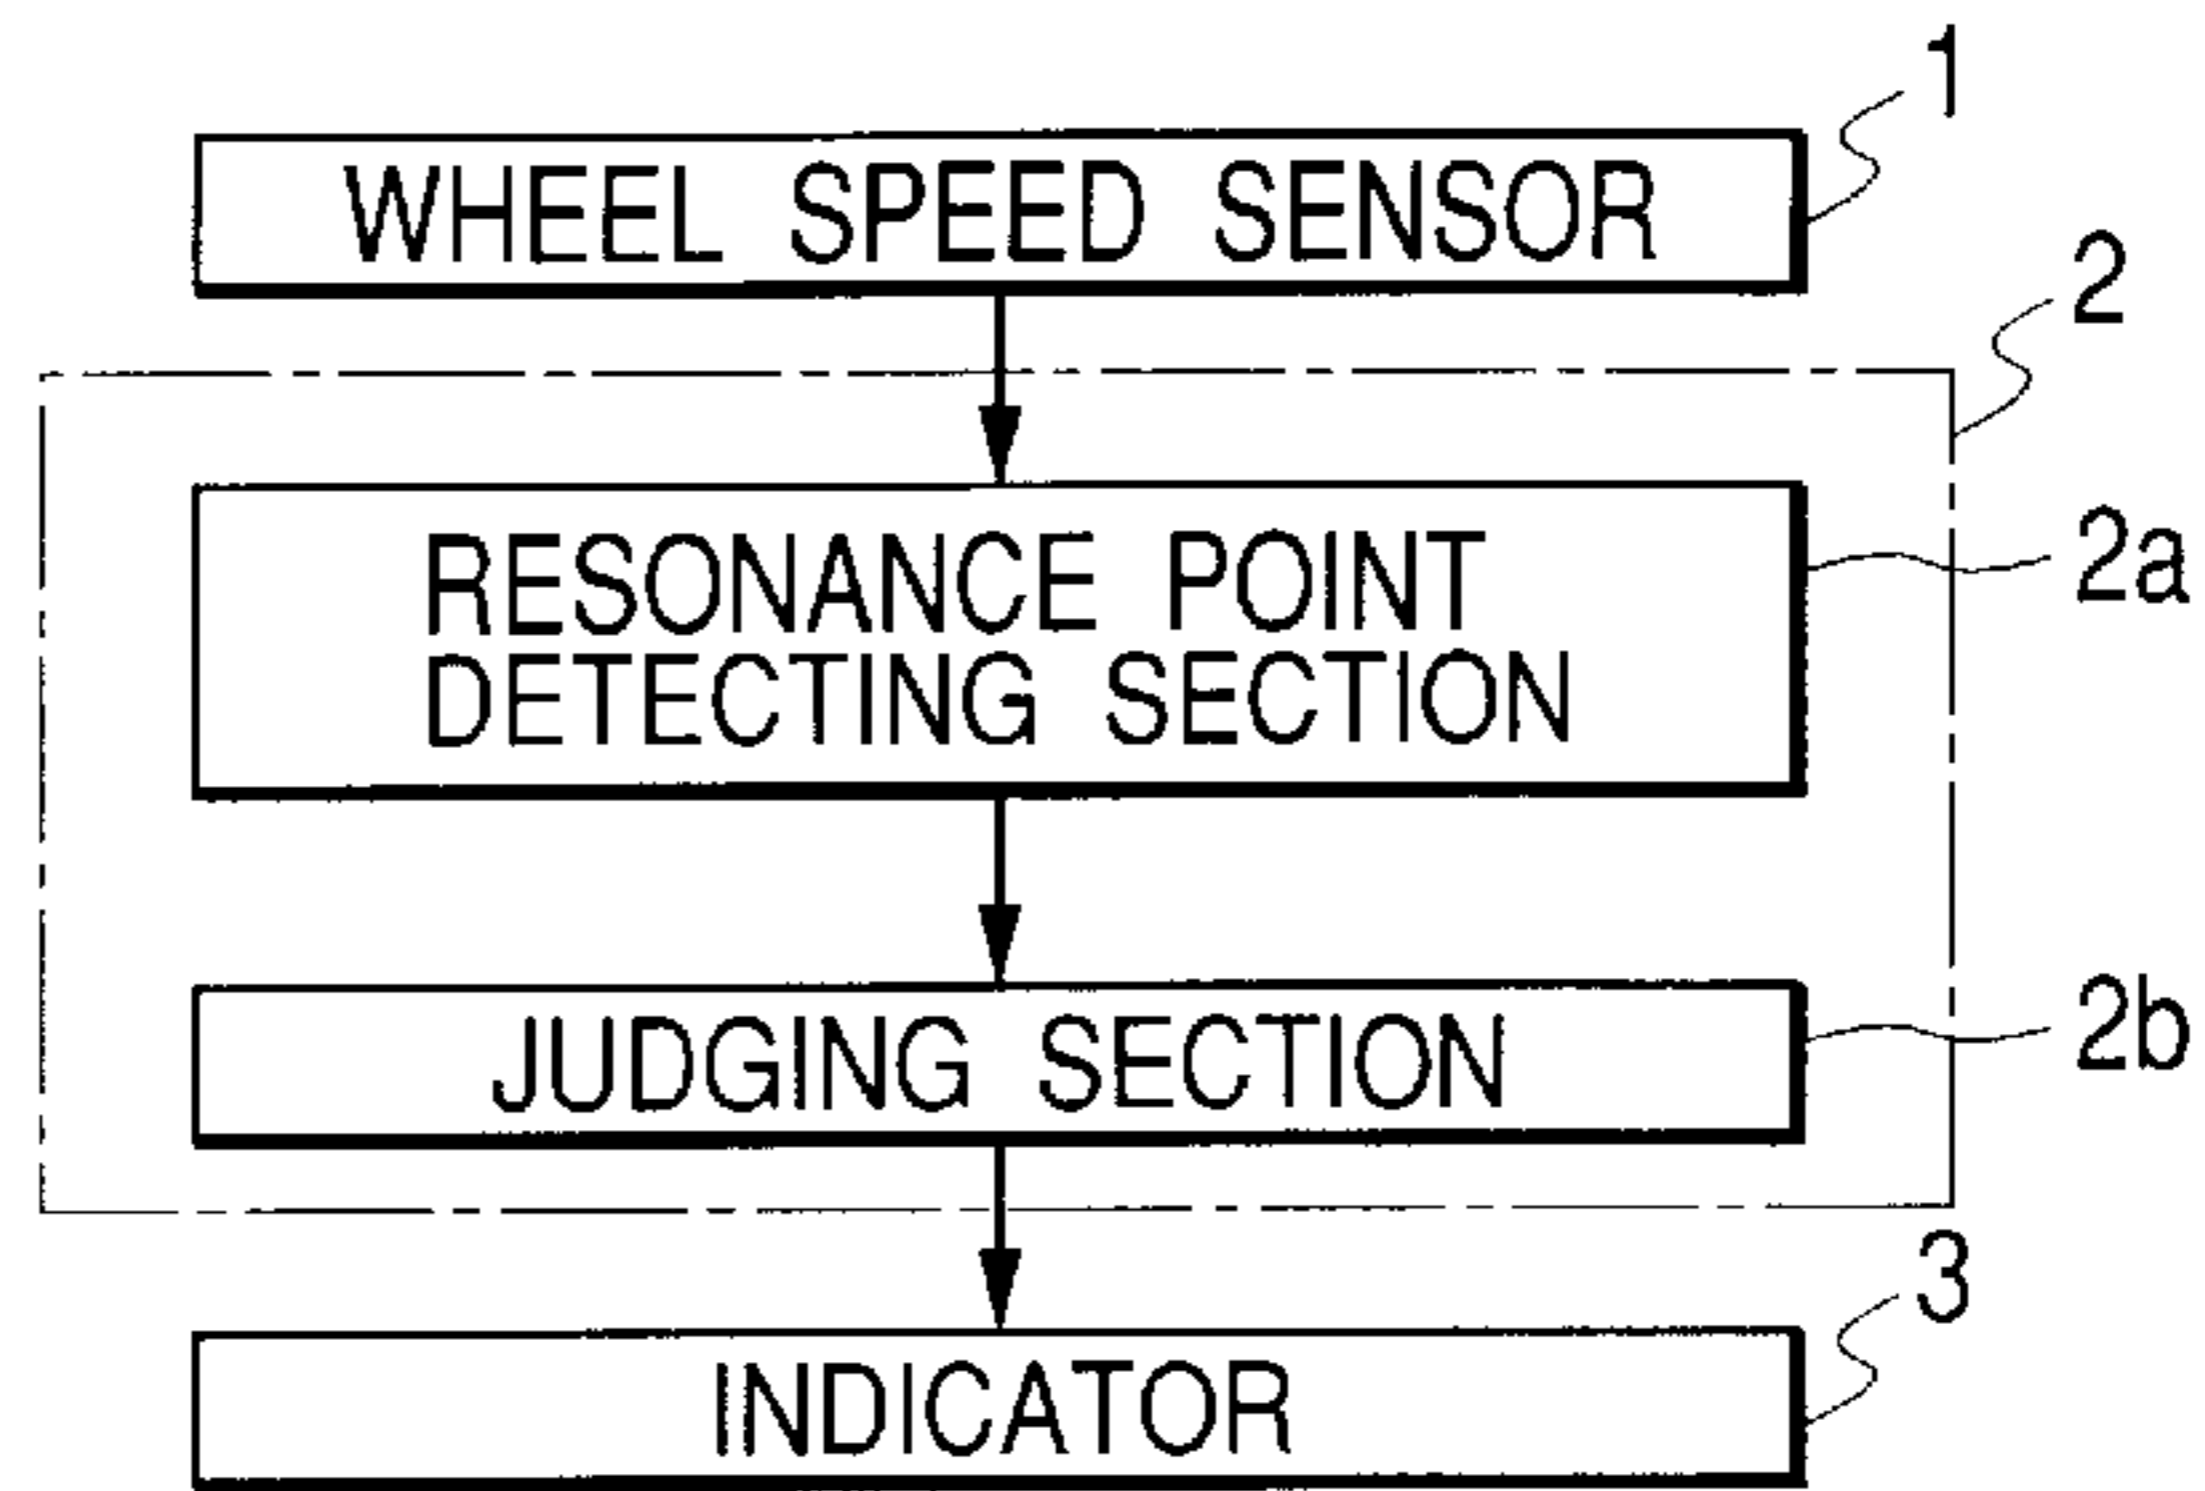 1
WHEEL SPEED SENSOR
2
RESONANCE POINT
DETECTING SECTION
2a
JUDGING SECTION
2b
3
INDICATOR